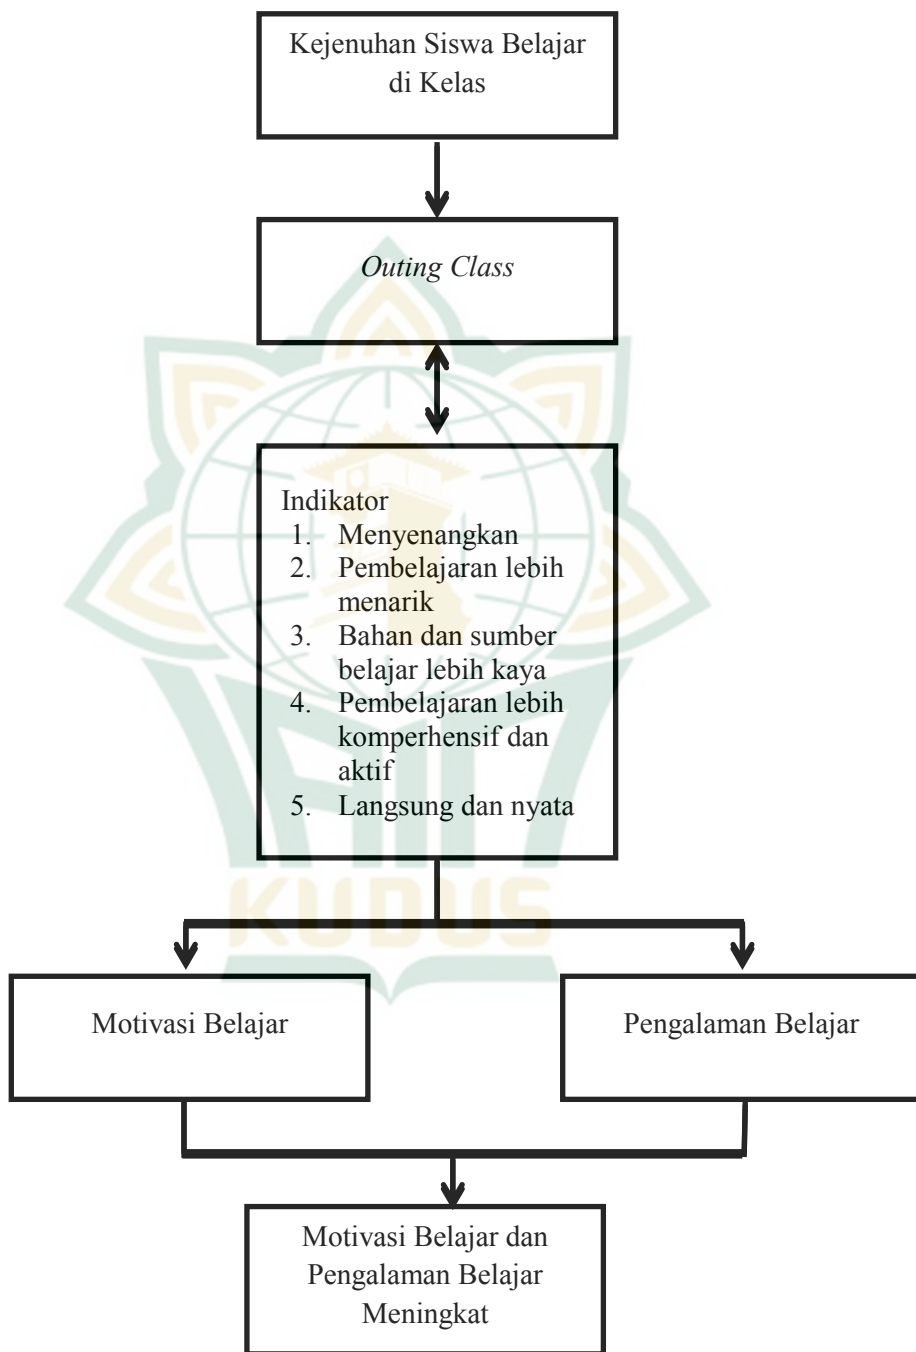 Kejenuhan Siswa Belajar
di Kelas
Outing Class
Indikator
1. Menyenangkan
2. Pembelajaran lebih
menarik
3. Bahan dan sumber
belajar lebih kaya
4. Pembelajaran lebih
komperhensif dan
aktif
5. Langsung dan nyata
KUDUS
Motivasi Belajar
Pengalaman Belajar
Motivasi Belajar dan
Pengalaman Belajar
Meningkat